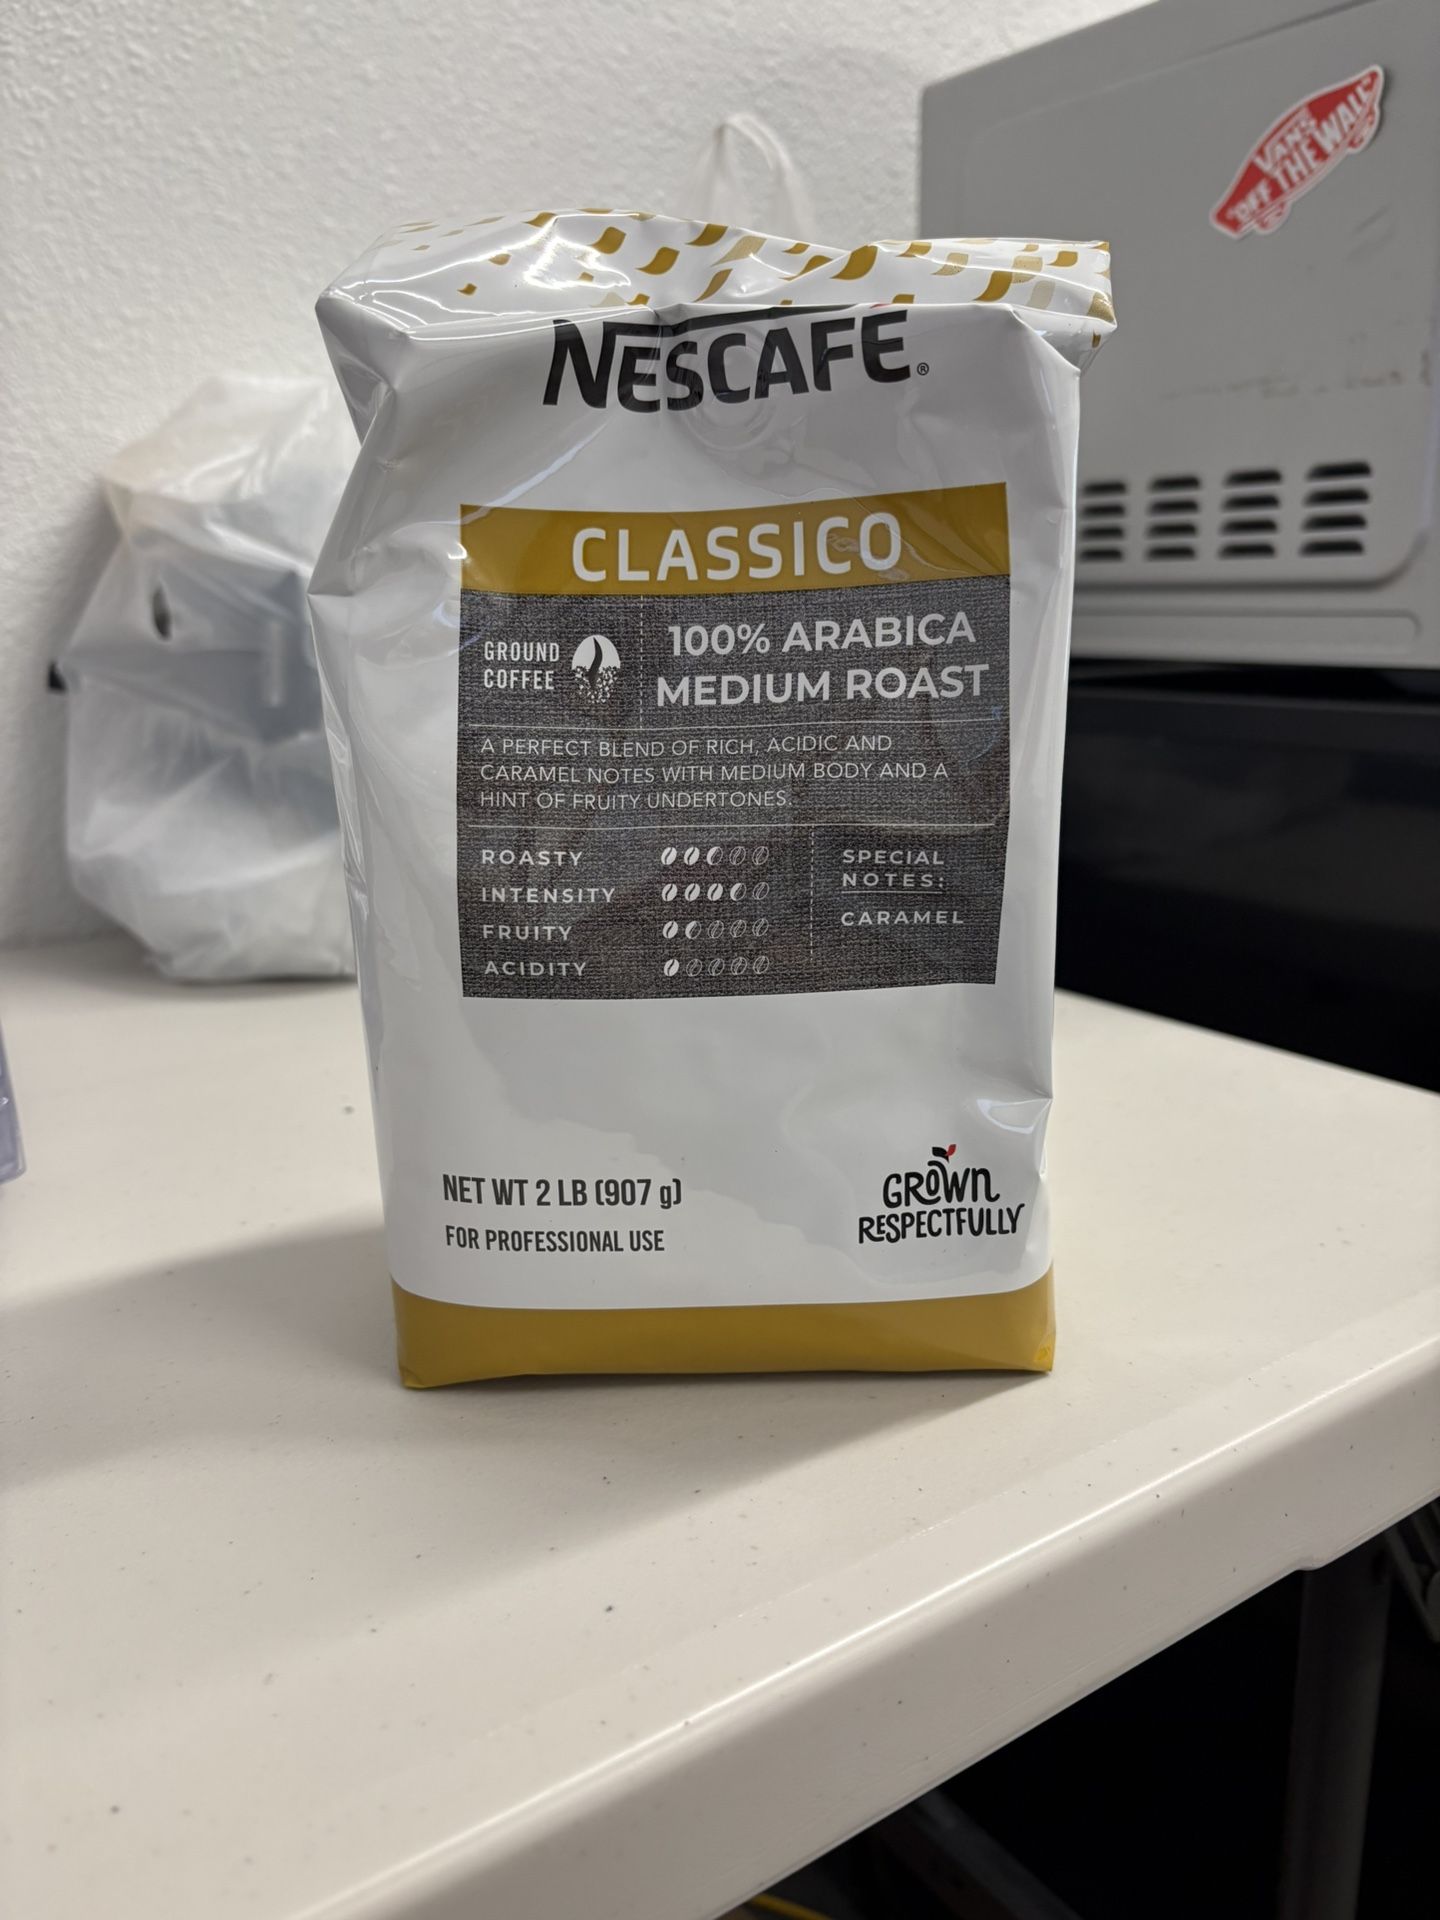 VANS
"OFF THE WALL"
NESCAFÉ®
CLASSICO
GROUND
COFFEE
100% ARABICA
MEDIUM ROAST
A PERFECT BLEND OF RICH, ACIDIC AND
CARAMEL NOTES WITH MEDIUM BODY AND A
HINT OF FRUITY UNDERTONES.
ROASTY
INTENSITY
FRUITY
ACIDITY
SPECIAL
NOTES:
CARAMEL
NET WT 2 LB (907 g)
FOR PROFESSIONAL USE
GROWN
RESPECTFULLY